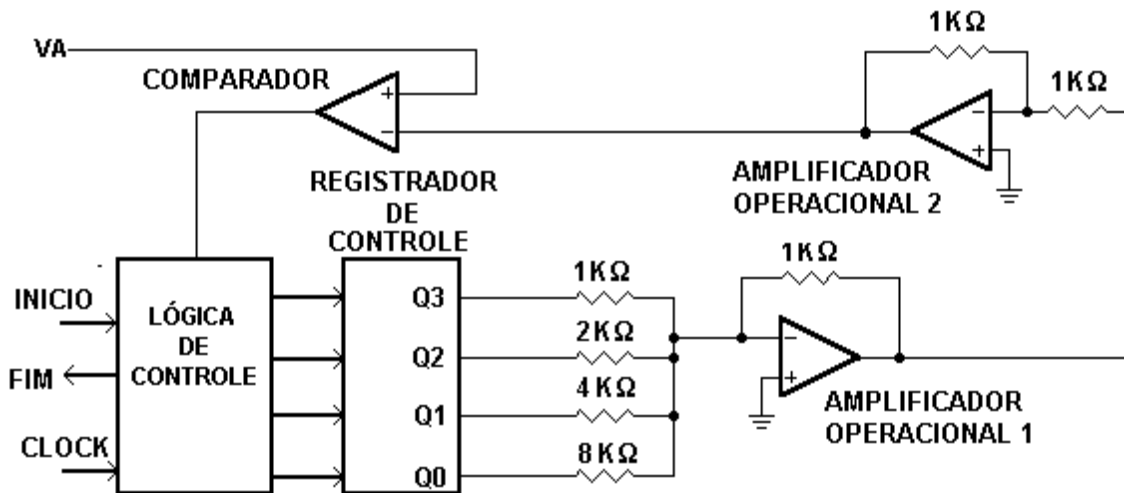 VA
COMPARADOR
1KΩ
1KΩ
+
−
−
+
AMPLIFICADOR
OPERACIONAL 2
REGISTRADOR
DE
CONTROLE
INICIO
FIM
CLOCK
LÓGICA
DE
CONTROLE
Q3
Q2
Q1
Q0
1KΩ
2KΩ
4KΩ
8KΩ
1KΩ
−
+
AMPLIFICADOR
OPERACIONAL 1